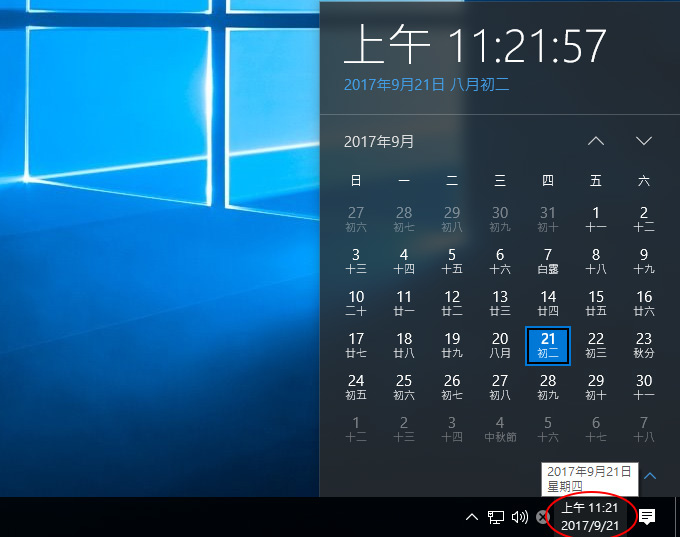 上午 11:21:57
2017年9月21日 八月初二
2017年9月
日 一 二 三 四 五 六
27 28 29 30 31 1 2
初六 初七 初八 初九 初十 十一 十二
3 4 5 6 7 8 9
十三 十四 十五 十六 白露 十八 十九
10 11 12 13 14 15 16
二十 廿一 廿二 廿三 廿四 廿五 廿六
17 18 19 20 21 22 23
廿七 廿八 廿九 八月 初二 初三 秋分
24 25 26 27 28 29 30
初五 初六 初七 初八 初九 初十 十一
1 2 3 4 5 6 7
十二 十三 十四 中秋節 十六 十七 十八
2017年9月21日
星期四
上午 11:21
2017/9/21